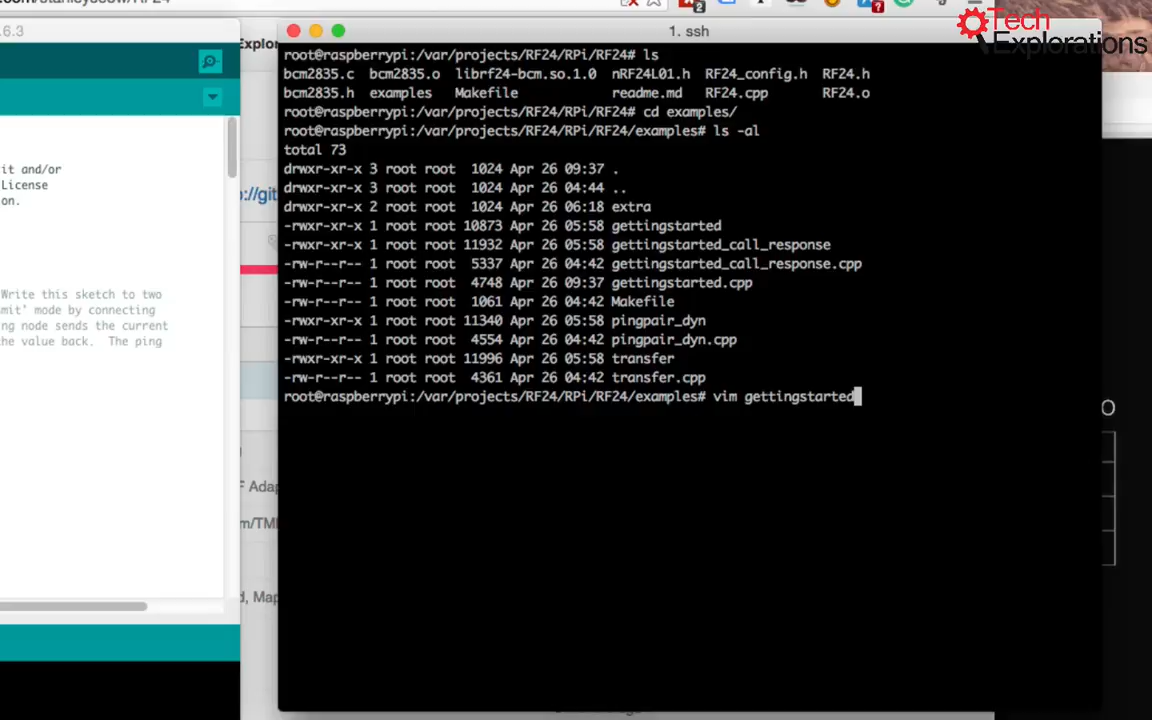 6.3
1. ssh
Tech
Explorations
Explor
root@raspberrypi:/var/projects/RF24/RPi/RF24# ls
bcm2835.c bcm2835.o librf24-bcm.so.1.0 nRF24L01.h RF24_config.h RF24.h
bcm2835.h examples Makefile readme.md RF24.cpp RF24.o
root@raspberrypi:/var/projects/RF24/RPi/RF24# cd examples/
root@raspberrypi:/var/projects/RF24/RPi/RF24/examples# ls -al
total 73
drwxr-xr-x 3 root root 1024 Apr 26 09:37 .
drwxr-xr-x 3 root root 1024 Apr 26 04:44 ..
drwxr-xr-x 2 root root 1024 Apr 26 06:18 extra
-rwxr-xr-x 1 root root 10873 Apr 26 05:58 gettingstarted
-rwxr-xr-x 1 root root 11932 Apr 26 05:58 gettingstarted_call_response
-rw-r--r-- 1 root root 5337 Apr 26 04:42 gettingstarted_call_response.cpp
-rw-r--r-- 1 root root 4748 Apr 26 09:37 gettingstarted.cpp
-rw-r--r-- 1 root root 1061 Apr 26 04:42 Makefile
-rwxr-xr-x 1 root root 11340 Apr 26 05:58 pingpair_dyn
-rw-r--r-- 1 root root 4554 Apr 26 04:42 pingpair_dyn.cpp
-rwxr-xr-x 1 root root 11996 Apr 26 05:58 transfer
-rw-r--r-- 1 root root 4361 Apr 26 04:42 transfer.cpp
root@raspberrypi:/var/projects/RF24/RPi/RF24/examples# vim gettingstarted
it and/or
License
on.
Write this sketch to two
mit' mode by connecting
ng node sends the current
he value back. The ping
://git
F Adap
m/TMI
d, Map
O